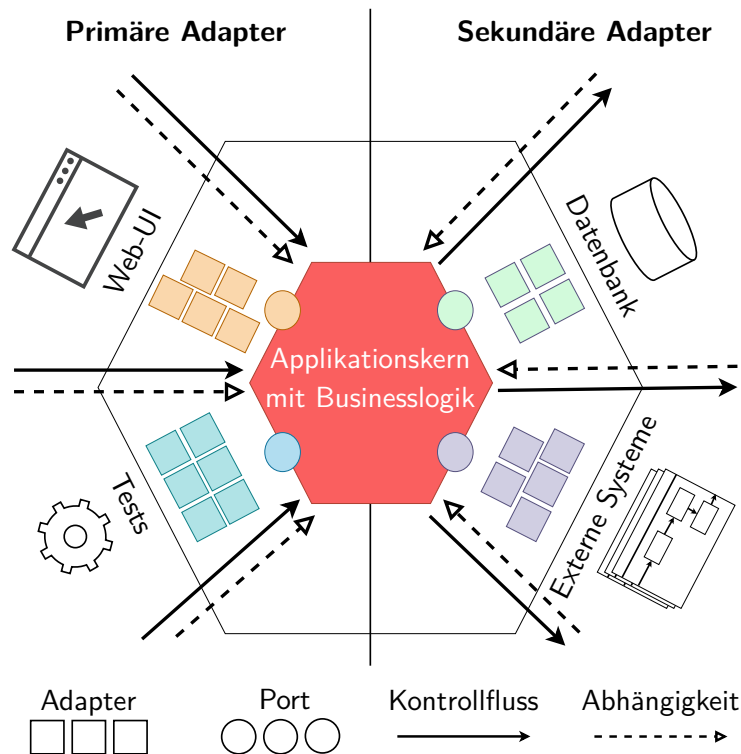 Primäre Adapter
Sekundäre Adapter
Web-UI
Datenbank
Applikationskern
mit Businesslogik
Tests
Externe Systeme
Adapter
Port
Kontrollfluss
Abhängigkeit